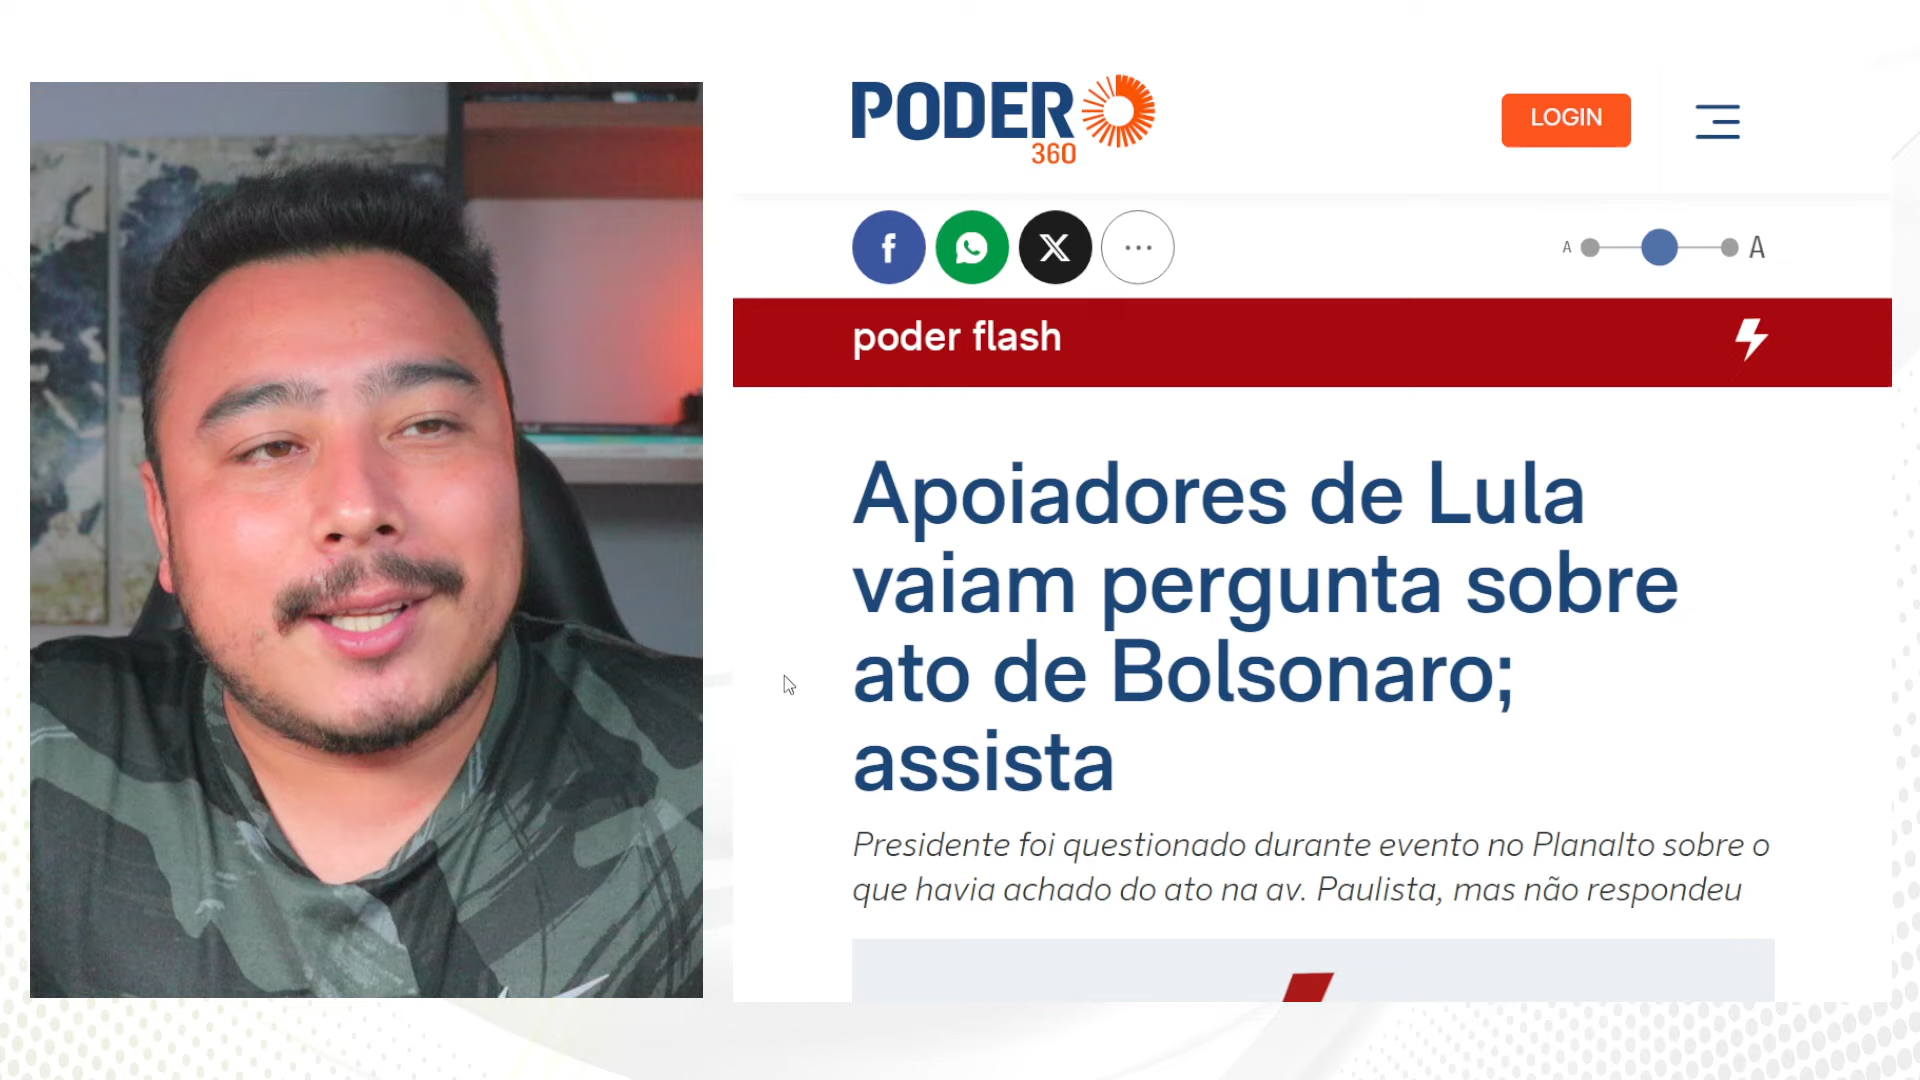 PODER
360
LOGIN
A A
poder flash
Apoiadores de Lula
vaiam pergunta sobre
ato de Bolsonaro;
assista
Presidente foi questionado durante evento no Planalto sobre o
que havia achado do ato na av. Paulista, mas não respondeu